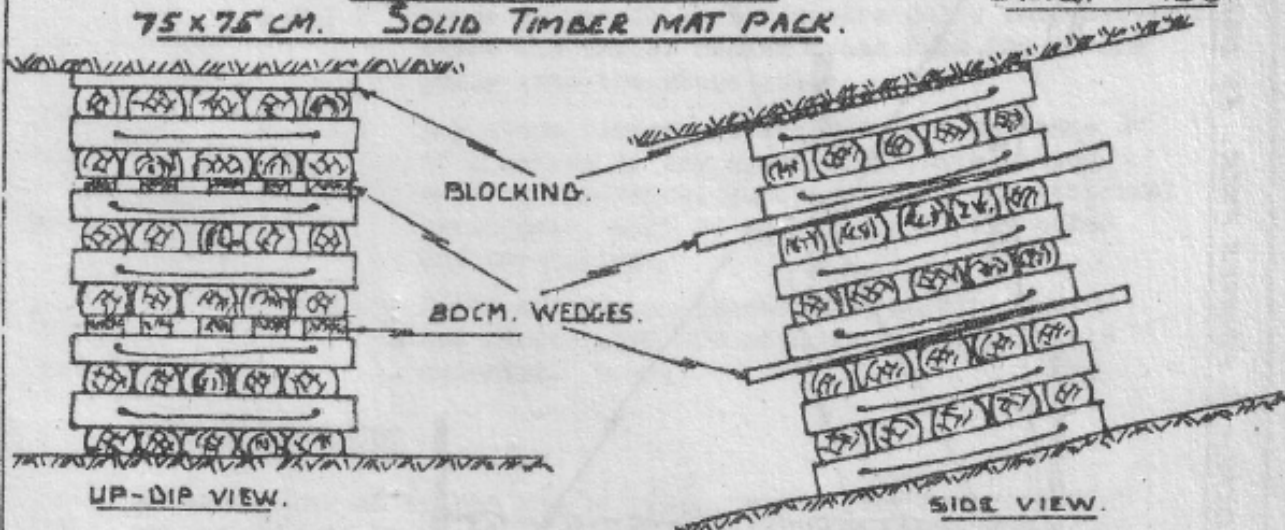 75 x 75 CM. SOLID TIMBER MAT PACK.
BLOCKING.
80CM. WEDGES.
UP-DIP VIEW.
SIDE VIEW.